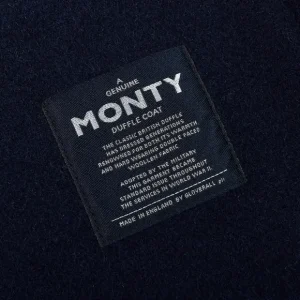 A
GENUINE
MONTY
DUFFLE COAT
THE CLASSIC BRITISH DUFFLE
HAS DRESSED GENERATIONS
RENOWNED FOR BOTH ITS WARMTH
AND HARD WEARING DOUBLE FACED
WOOLLEN FABRIC.
ADOPTED BY THE MILITARY
THIS GARMENT BECAME
STANDARD ISSUE THROUGHOUT
THE SERVICES IN WORLD WAR II.
MADE IN ENGLAND BY GLOVERALL plc